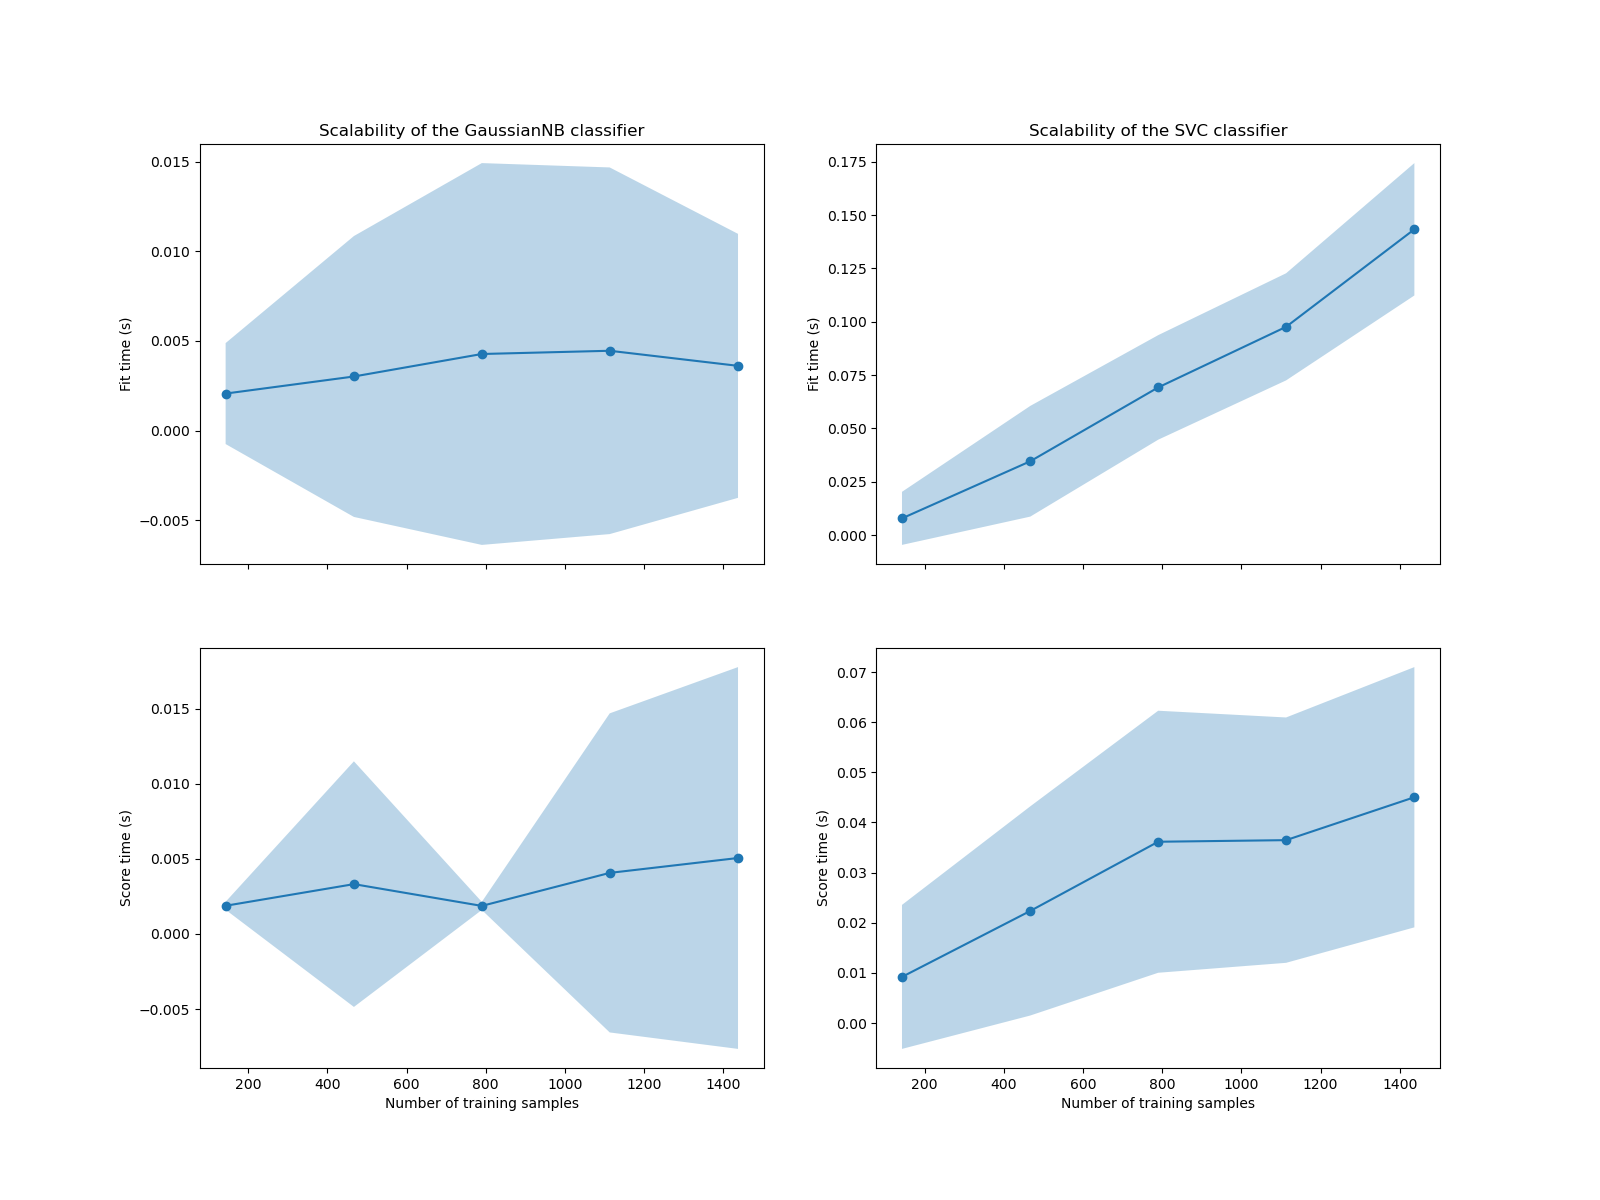 Scalability of the GaussianNB classifier
Scalability of the SVC classifier
0.015
0.010
0.005
0.000
−0.005
Fit time (s)
0.175
0.150
0.125
0.100
0.075
0.050
0.025
0.000
Fit time (s)
0.015
0.010
0.005
0.000
−0.005
Score time (s)
200 400 600 800 1000 1200 1400
Number of training samples
0.07
0.06
0.05
0.04
0.03
0.02
0.01
0.00
Score time (s)
200 400 600 800 1000 1200 1400
Number of training samples